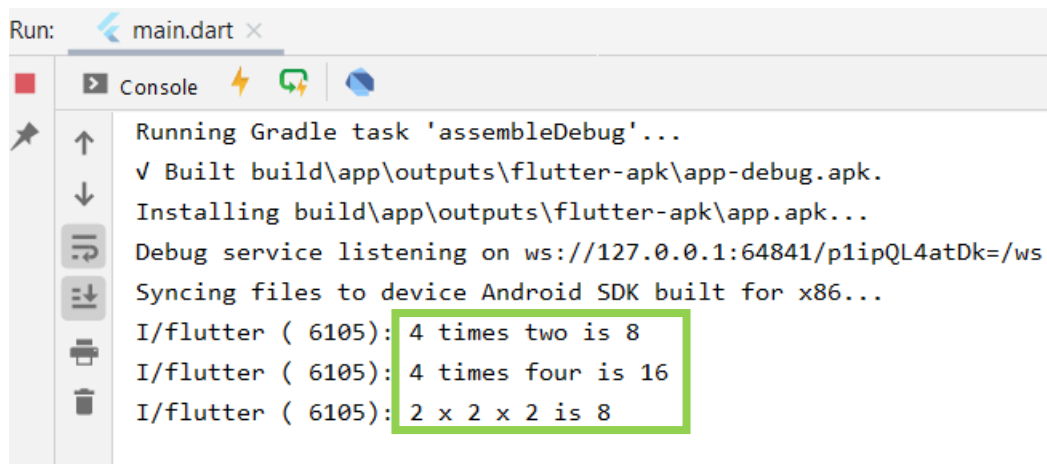 Run: main.dart
Console
Running Gradle task 'assembleDebug'...
√ Built build\app\outputs\flutter-apk\app-debug.apk.
Installing build\app\outputs\flutter-apk\app.apk...
Debug service listening on ws://127.0.0.1:64841/p1ipQL4atDk=/ws
Syncing files to device Android SDK built for x86...
I/flutter ( 6105): 4 times two is 8
I/flutter ( 6105): 4 times four is 16
I/flutter ( 6105): 2 x 2 x 2 is 8